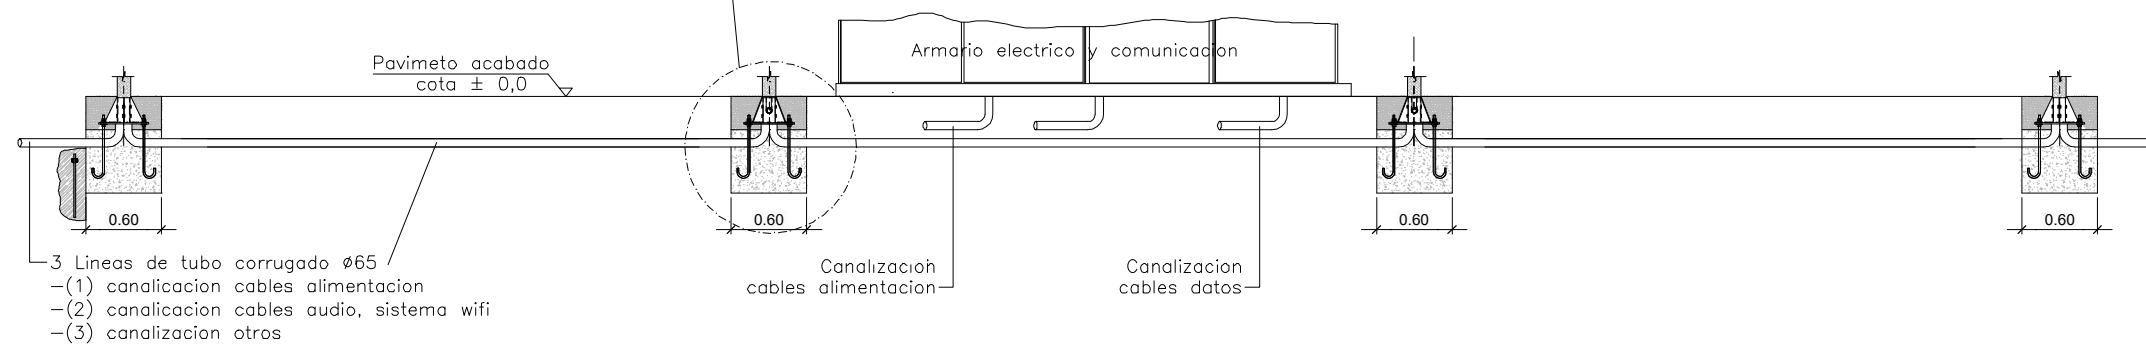 Armario electrico y comunicacion
Pavimeto acabado
cota ± 0,0
0.60
0.60
0.60
0.60
3 Lineas de tubo corrugado ø65
-(1) canalicacion cables alimentacion
-(2) canalicacion cables audio, sistema wifi
-(3) canalizacion otros
Canalizacion
cables alimentacion
Canalizacion
cables datos